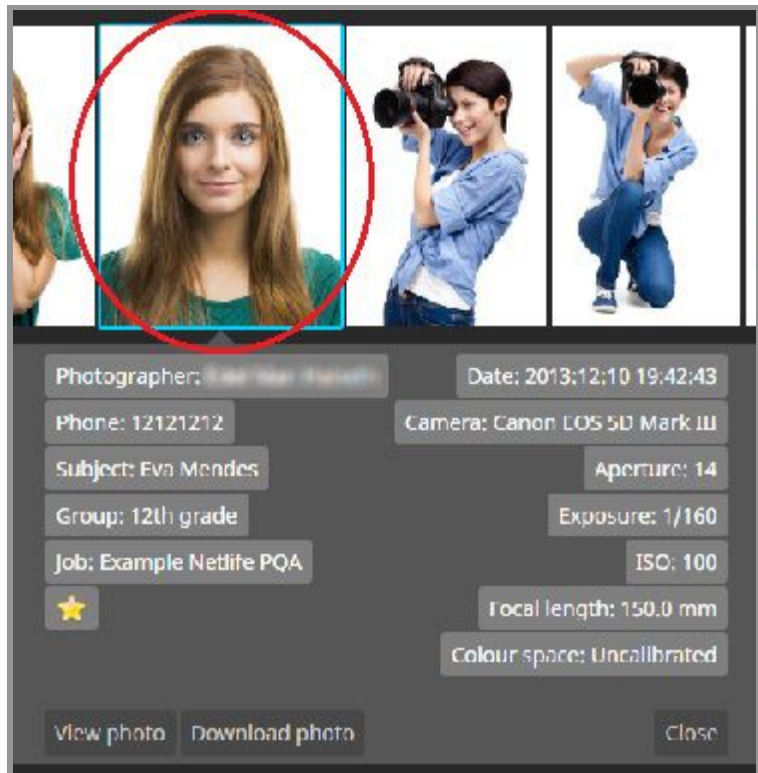 Photographer:
Date: 2013:12:10 19:42:43
Phone: 12121212
Camera: Canon EOS 5D Mark III
Subject: Eva Mendes
Aperture: 14
Group: 12th grade
Exposure: 1/160
Job: Example Netlife PQA
ISO: 100
Focal length: 150.0 mm
Colour space: Uncalibrated
View photo
Download photo
Close